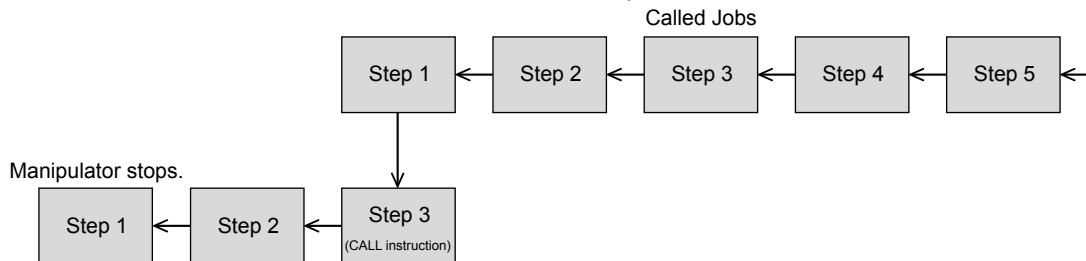 Called Jobs
Step 1 Step 2 Step 3 Step 4 Step 5
Manipulator stops.
Step 1 Step 2 Step 3
(CALL instruction)